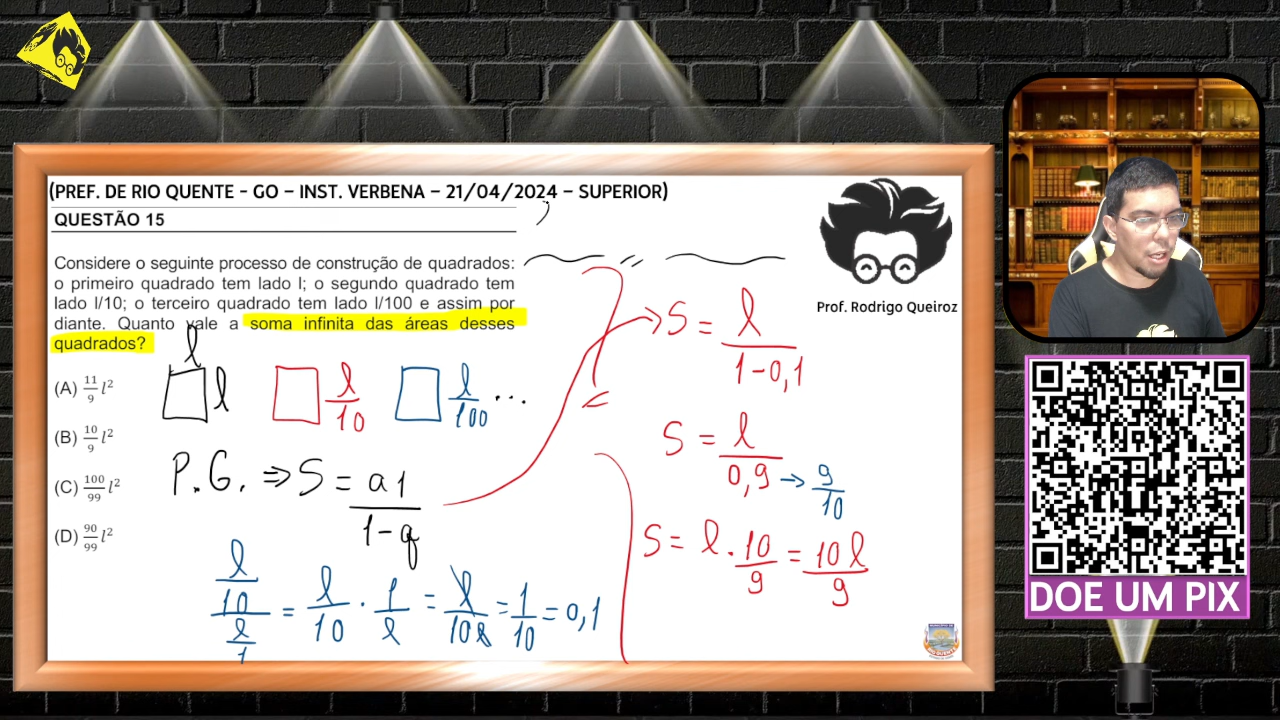 (PREF. DE RIO QUENTE - GO – INST. VERBENA – 21/04/2024 – SUPERIOR)
QUESTÃO 15
Considere o seguinte processo de construção de quadrados:
o primeiro quadrado tem lado l; o segundo quadrado tem
lado l/10; o terceiro quadrado tem lado l/100 e assim por
diante. Quanto vale a soma infinita das áreas desses
quadrados?
(A) 11/9 l²
(B) 10/9 l²
(C) 100/99 l²
(D) 90/99 l²
l
l
l/10
l/100 ...
P.G. ⇒ S = a1/(1-q)
(l/10)/(l/1) = l/10 · 1/l = l/10l = 1/10 = 0,1
S = l/(1-0,1)
S = l/0,9 → 9/10
S = l · 10/9 = 10l/9
Prof. Rodrigo Queiroz
DOE UM PIX